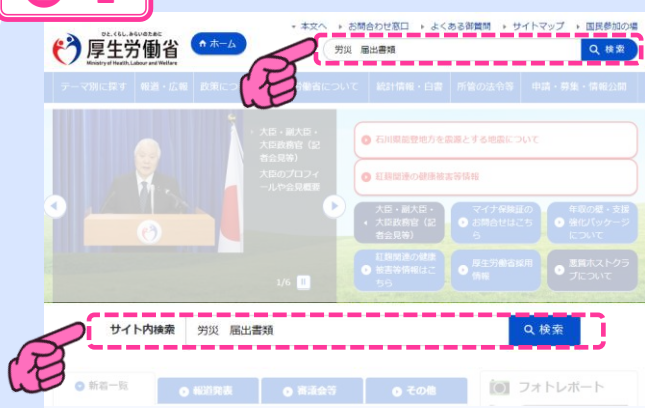 本文へ お問合せ窓口 よくある御質問 サイトマップ 国民参加の場
ひと、くらし、みらいのために
厚生労働省
Ministry of Health, Labour and Welfare
ホーム
労災 届出書類
検索
テーマ別に探す 報道・広報 政策につ 労働省について 統計情報・白書 所管の法令等 申請・募集・情報公開
大臣・副大臣・
大臣政務官（記
者会見等）
大臣のプロフィ
ールや会見概要
1/6
石川県能登地方を震源とする地震について
紅麹関連の健康被害等情報
大臣・副大臣・
大臣政務官（記
者会見等）
マイナ保険証の
お問合せはこち
ら
年収の壁・支援
強化パッケージ
について
紅麹関連の健康
被害等情報はこ
ちら
厚生労働省採用
情報
悪質ホストクラ
ブについて
サイト内検索 労災 届出書類
検索
新着一覧
報道発表
審議会等
その他
フォトレポート